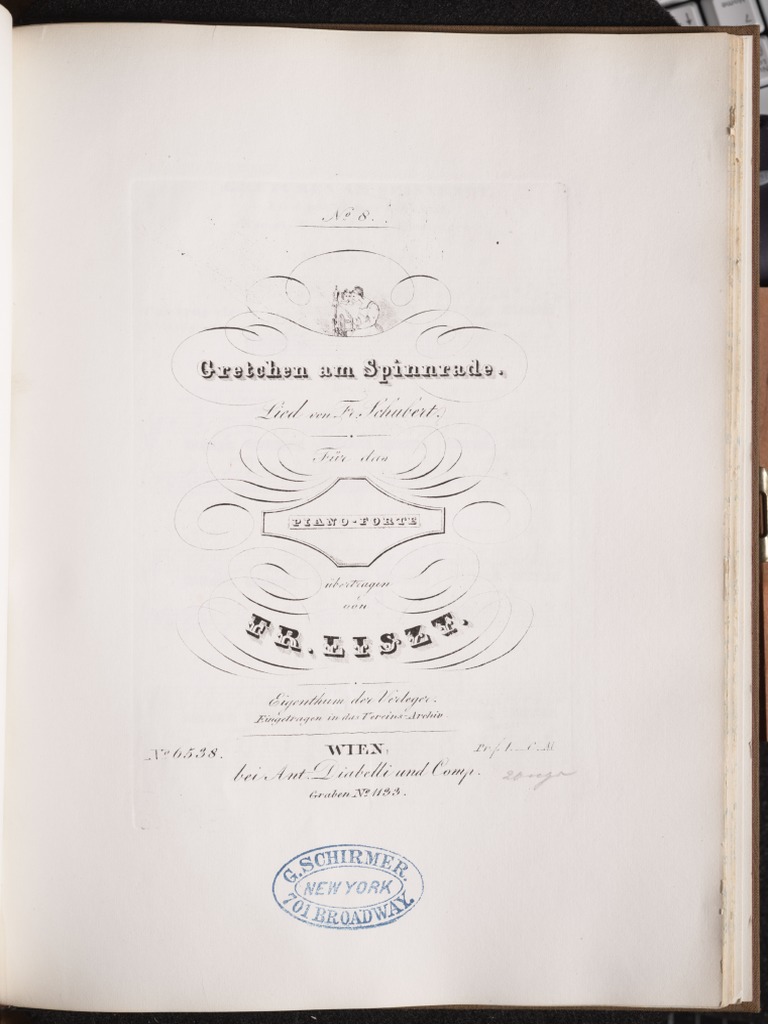 No 8.
Gretchen am Spinnrade.
Lied von Fr. Schubert.
Für das
PIANO-FORTE
übertragen
von
FR. LISZT.
Eigenthum der Verleger.
Eingetragen in das Vereins-Archiv.
No 6538.
WIEN,
bei Ant. Diabelli und Comp.
Graben No 1133.
G. SCHIRMER.
NEW YORK
701 BROADWAY.